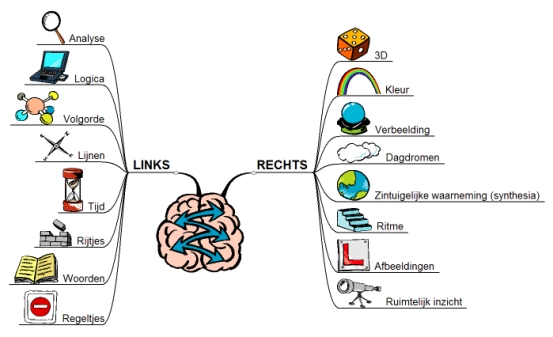 Analyse
Logica
Volgorde
Lijnen
Tijd
Rijtjes
Woorden
Regeltjes
LINKS
RECHTS
3D
Kleur
Verbeelding
Dagdromen
Zintuigelijke waarneming (synthesia)
Ritme
Afbeeldingen
Ruimtelijk inzicht